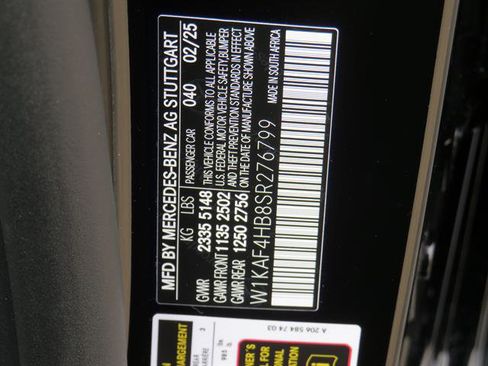 MFD BY MERCEDES-BENZ AG STUTTGART
PASSENGER CAR 040 02/25
KG LBS
GVWR 2335 5148
GAWR FRONT 1135 2502
GAWR REAR 1250 2756
THIS VEHICLE CONFORMS TO ALL APPLICABLE
U.S. FEDERAL MOTOR VEHICLE SAFETY, BUMPER
AND THEFT PREVENTION STANDARDS IN EFFECT
ON THE DATE OF MANUFACTURE SHOWN ABOVE
W1KAF4HB8SR276799
MADE IN SOUTH AFRICA
A 206 584 74 03